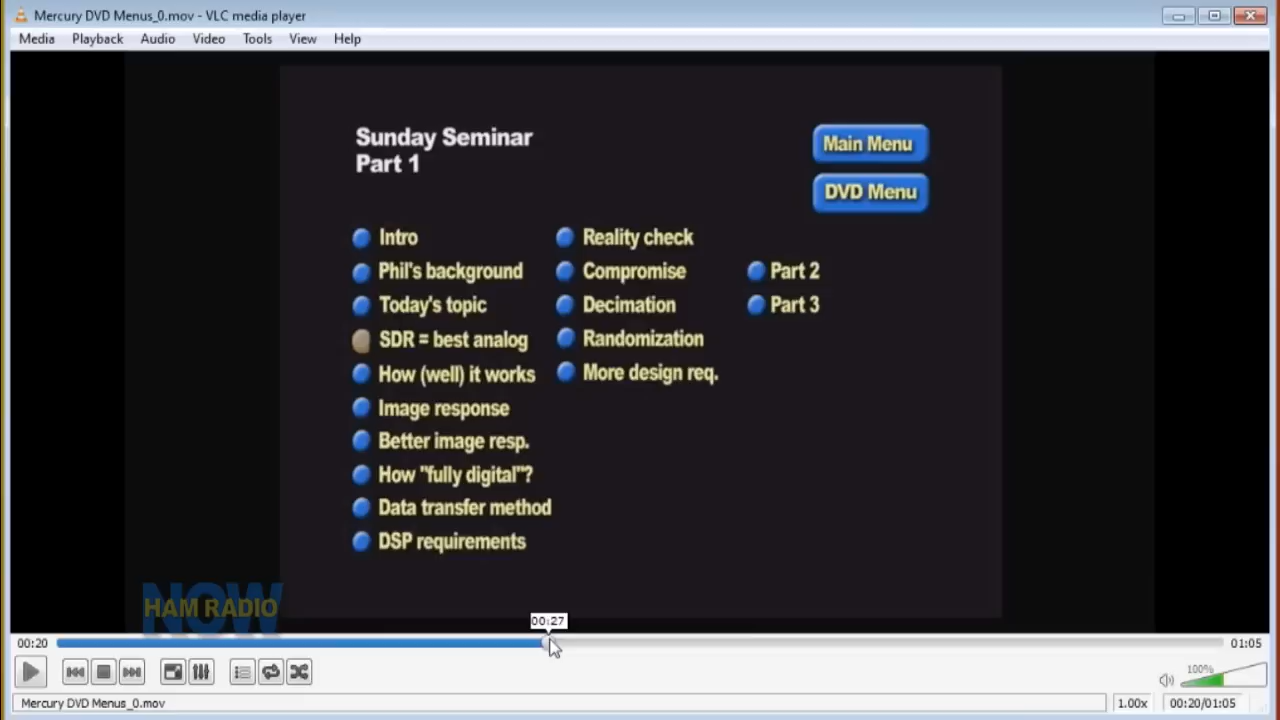 Mercury DVD Menus_0.mov - VLC media player
Media Playback Audio Video Tools View Help
Sunday Seminar
Part 1
Main Menu
DVD Menu
Intro
Phil's background
Today's topic
SDR = best analog
How (well) it works
Image response
Better image resp.
How "fully digital"?
Data transfer method
DSP requirements
Reality check
Compromise
Decimation
Randomization
More design req.
Part 2
Part 3
NOW
HAM RADIO
00:27
00:20
01:05
100%
Mercury DVD Menus_0.mov
1.00x
00:20/01:05